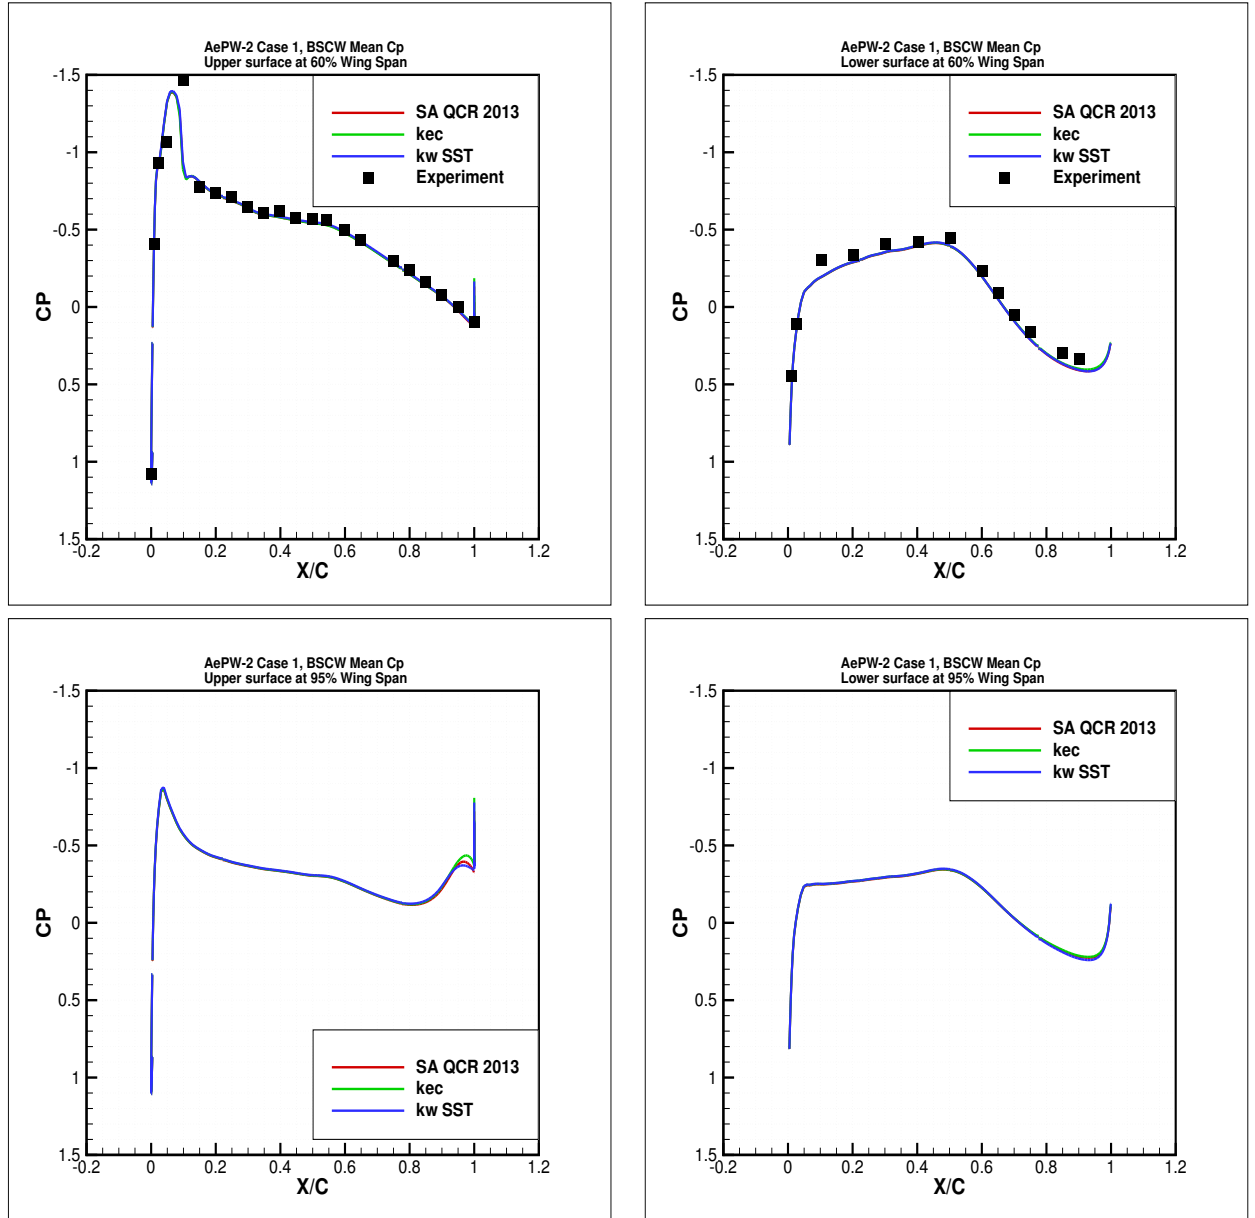 AePW-2 Case 1, BSCW Mean Cp
Upper surface at 60% Wing Span
-1.5
-1
-0.5
0
0.5
1
1.5
CP
-0.2
0
0.2
0.4
0.6
0.8
1
1.2
X/C
SA QCR 2013
kec
kw SST
Experiment
AePW-2 Case 1, BSCW Mean Cp
Lower surface at 60% Wing Span
-1.5
-1
-0.5
0
0.5
1
1.5
CP
-0.2
0
0.2
0.4
0.6
0.8
1
1.2
X/C
SA QCR 2013
kec
kw SST
Experiment
AePW-2 Case 1, BSCW Mean Cp
Upper surface at 95% Wing Span
-1.5
-1
-0.5
0
0.5
1
1.5
CP
-0.2
0
0.2
0.4
0.6
0.8
1
1.2
X/C
SA QCR 2013
kec
kw SST
AePW-2 Case 1, BSCW Mean Cp
Lower surface at 95% Wing Span
-1.5
-1
-0.5
0
0.5
1
1.5
CP
-0.2
0
0.2
0.4
0.6
0.8
1
1.2
X/C
SA QCR 2013
kec
kw SST